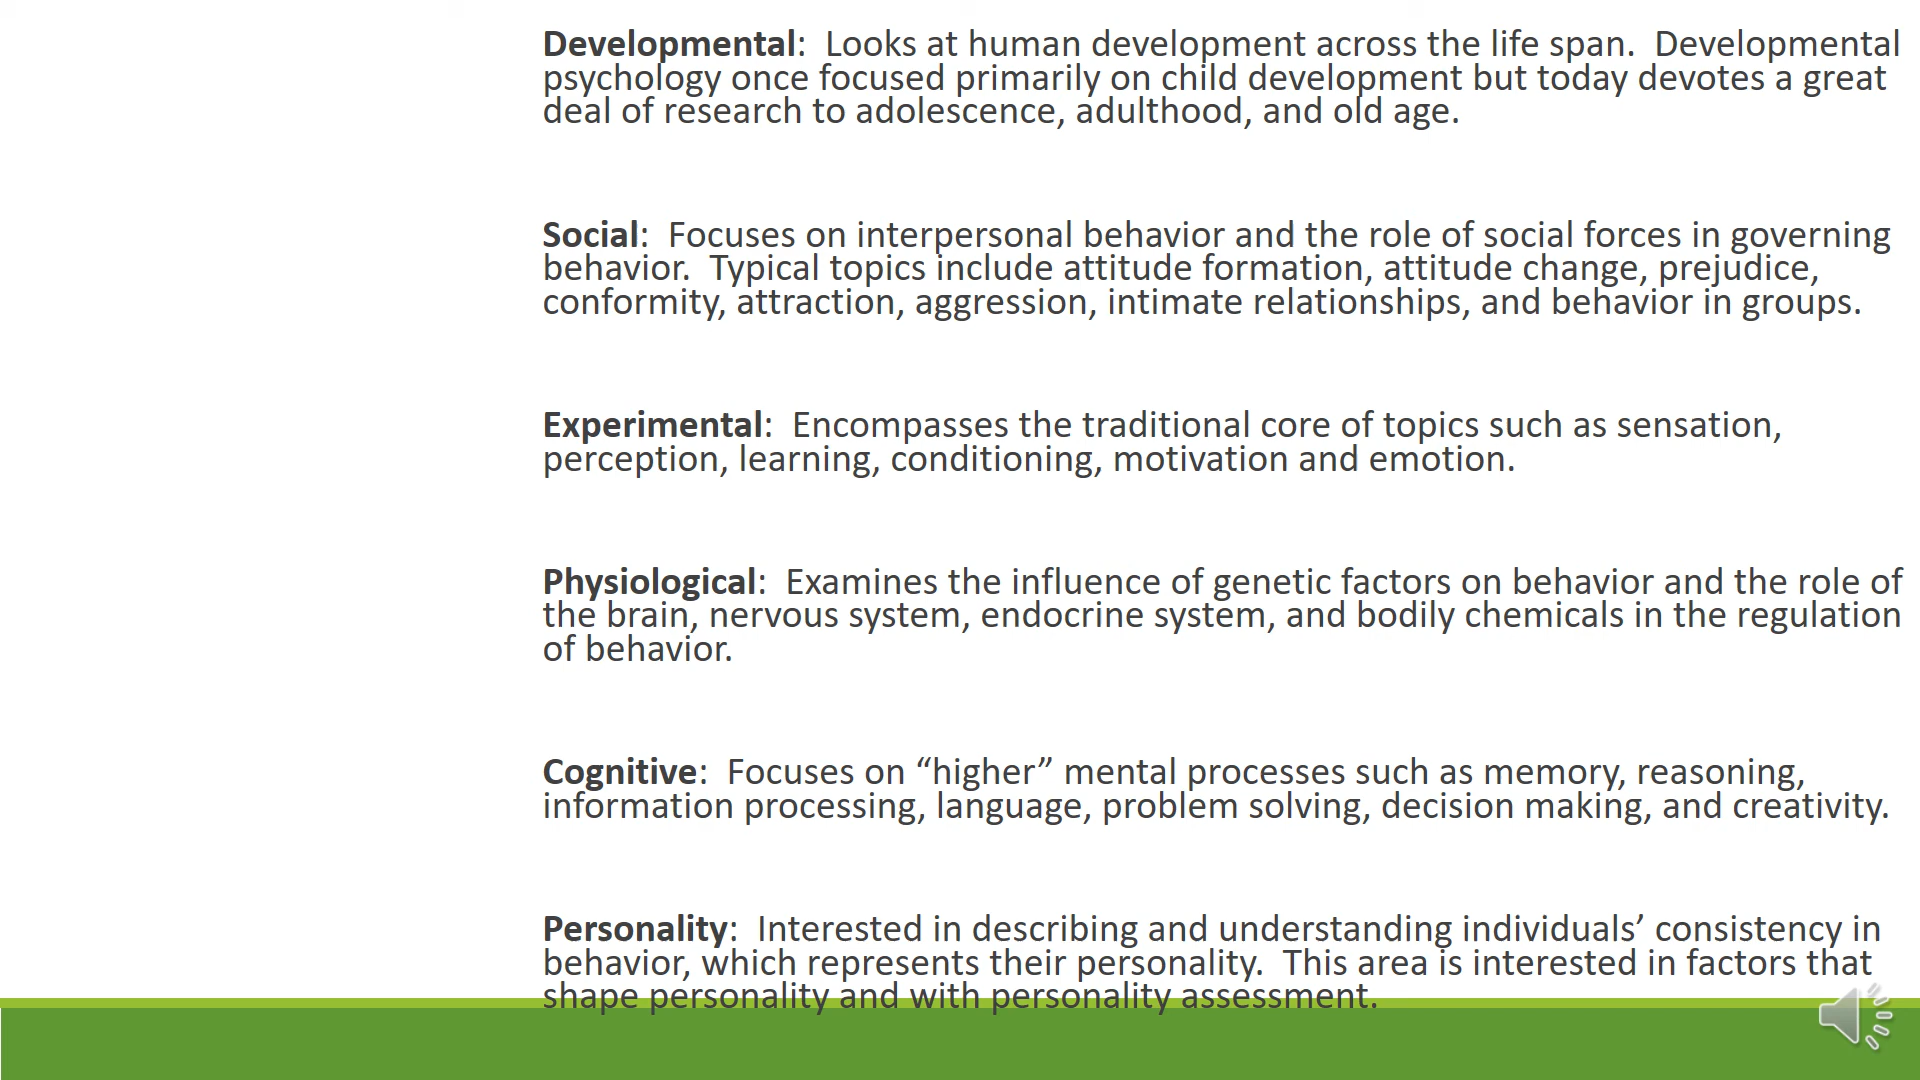 Developmental:  Looks at human development across the life span.  Developmental
psychology once focused primarily on child development but today devotes a great
deal of research to adolescence, adulthood, and old age.
Social:  Focuses on interpersonal behavior and the role of social forces in governing
behavior.  Typical topics include attitude formation, attitude change, prejudice,
conformity, attraction, aggression, intimate relationships, and behavior in groups.
Experimental:  Encompasses the traditional core of topics such as sensation,
perception, learning, conditioning, motivation and emotion.
Physiological:  Examines the influence of genetic factors on behavior and the role of
the brain, nervous system, endocrine system, and bodily chemicals in the regulation
of behavior.
Cognitive:  Focuses on “higher” mental processes such as memory, reasoning,
information processing, language, problem solving, decision making, and creativity.
Personality:  Interested in describing and understanding individuals’ consistency in
behavior, which represents their personality.  This area is interested in factors that
shape personality and with personality assessment.